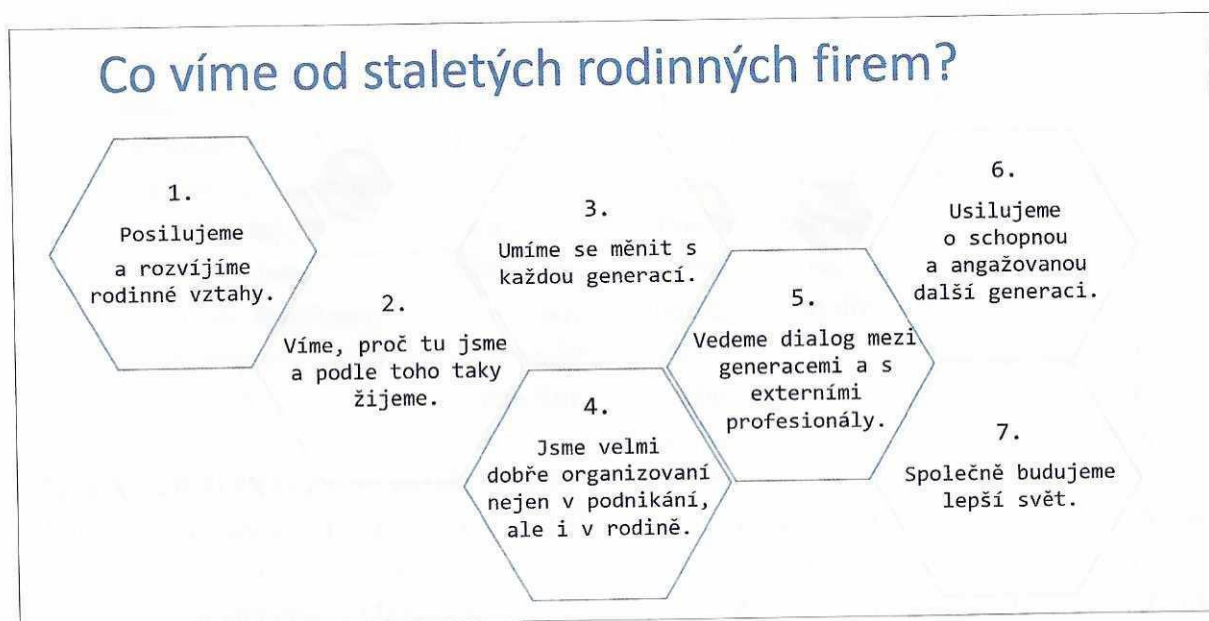 Co víme od staletých rodinných firem?
1.
Posilujeme
a rozvíjíme
rodinné vztahy.
2.
Víme, proč tu jsme
a podle toho taky
žijeme.
3.
Umíme se měnit s
každou generací.
4.
Jsme velmi
dobře organizovaní
nejen v podnikání,
ale i v rodině.
5.
Vedeme dialog mezi
generacemi a s
externími
profesionály.
6.
Usilujeme
o schopnou
a angažovanou
další generaci.
7.
Společně budujeme
lepší svět.